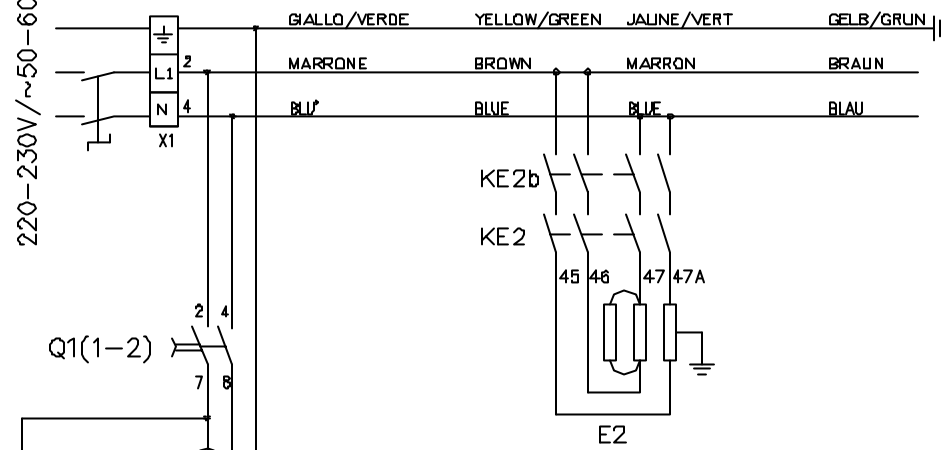 220-230V/~50-60
GIALLO/VERDE YELLOW/GREEN JAUNE/VERT GELB/GRUN
L1 2 MARRONE BROWN MARRON BRAUN
N 4 BLU' BLUE BLUE BLAU
X1
KE2b
KE2
45 46 47 47A
2 4
Q1(1-2)
7 8
E2